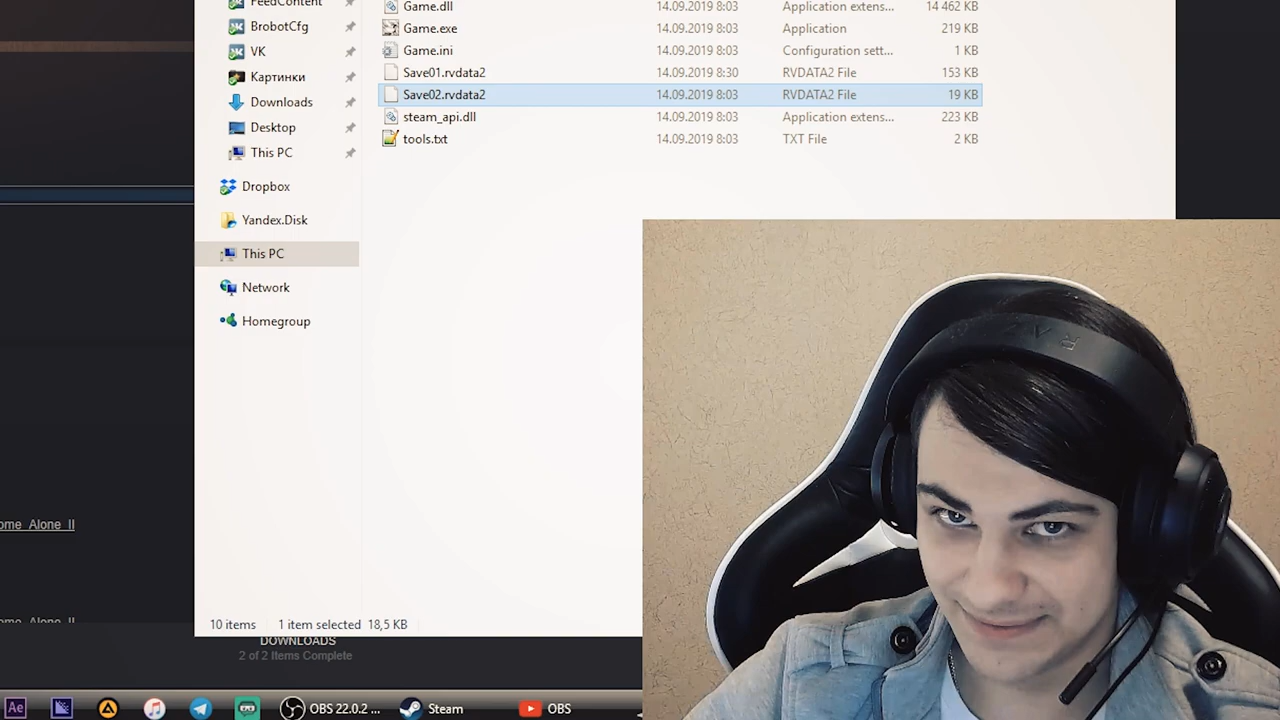 FeedContent
BrobotCfg
VK
Картинки
Downloads
Desktop
This PC
Dropbox
Yandex.Disk
This PC
Network
Homegroup
Game.dll 14.09.2019 8:03 Application extens... 14 462 KB
Game.exe 14.09.2019 8:03 Application 219 KB
Game.ini 14.09.2019 8:03 Configuration sett... 1 KB
Save01.rvdata2 14.09.2019 8:30 RVDATA2 File 153 KB
Save02.rvdata2 14.09.2019 8:03 RVDATA2 File 19 KB
steam_api.dll 14.09.2019 8:03 Application extens... 223 KB
tools.txt 14.09.2019 8:03 TXT File 2 KB
ome_Alone_II
ome_Alone_II
10 items 1 item selected 18,5 KB
DOWNLOADS
2 of 2 Items Complete
Ae
OBS 22.0.2 ...
Steam
OBS